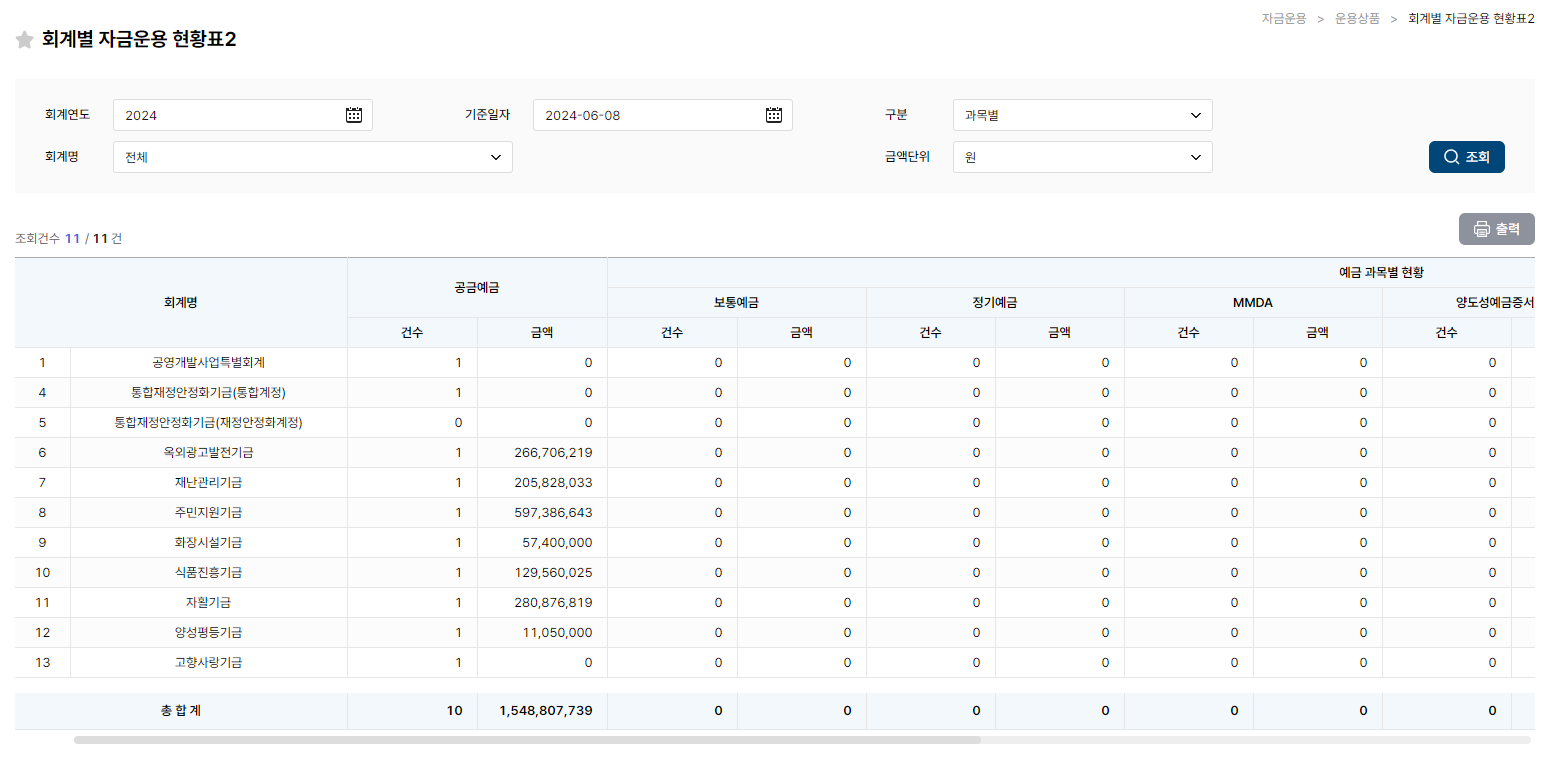 자금운용 > 운용상품 > 회계별 자금운용 현황표2
회계별 자금운용 현황표2
회계연도 2024 기준일자 2024-06-08 구분 과목별
회계명 전체 금액단위 원 조회
조회건수 11 / 11 건 출력
회계명 공금예금 예금 과목별 현황
보통예금 정기예금 MMDA 양도성예금증서
건수 금액 건수 금액 건수 금액 건수 금액 건수
1 공영개발사업특별회계 1 0 0 0 0 0 0 0 0
4 통합재정안정화기금(통합계정) 1 0 0 0 0 0 0 0 0
5 통합재정안정화기금(재정안정화계정) 0 0 0 0 0 0 0 0 0
6 옥외광고발전기금 1 266,706,219 0 0 0 0 0 0 0
7 재난관리기금 1 205,828,033 0 0 0 0 0 0 0
8 주민지원기금 1 597,386,643 0 0 0 0 0 0 0
9 화장시설기금 1 57,400,000 0 0 0 0 0 0 0
10 식품진흥기금 1 129,560,025 0 0 0 0 0 0 0
11 자활기금 1 280,876,819 0 0 0 0 0 0 0
12 양성평등기금 1 11,050,000 0 0 0 0 0 0 0
13 고향사랑기금 1 0 0 0 0 0 0 0 0
총 합 계 10 1,548,807,739 0 0 0 0 0 0 0